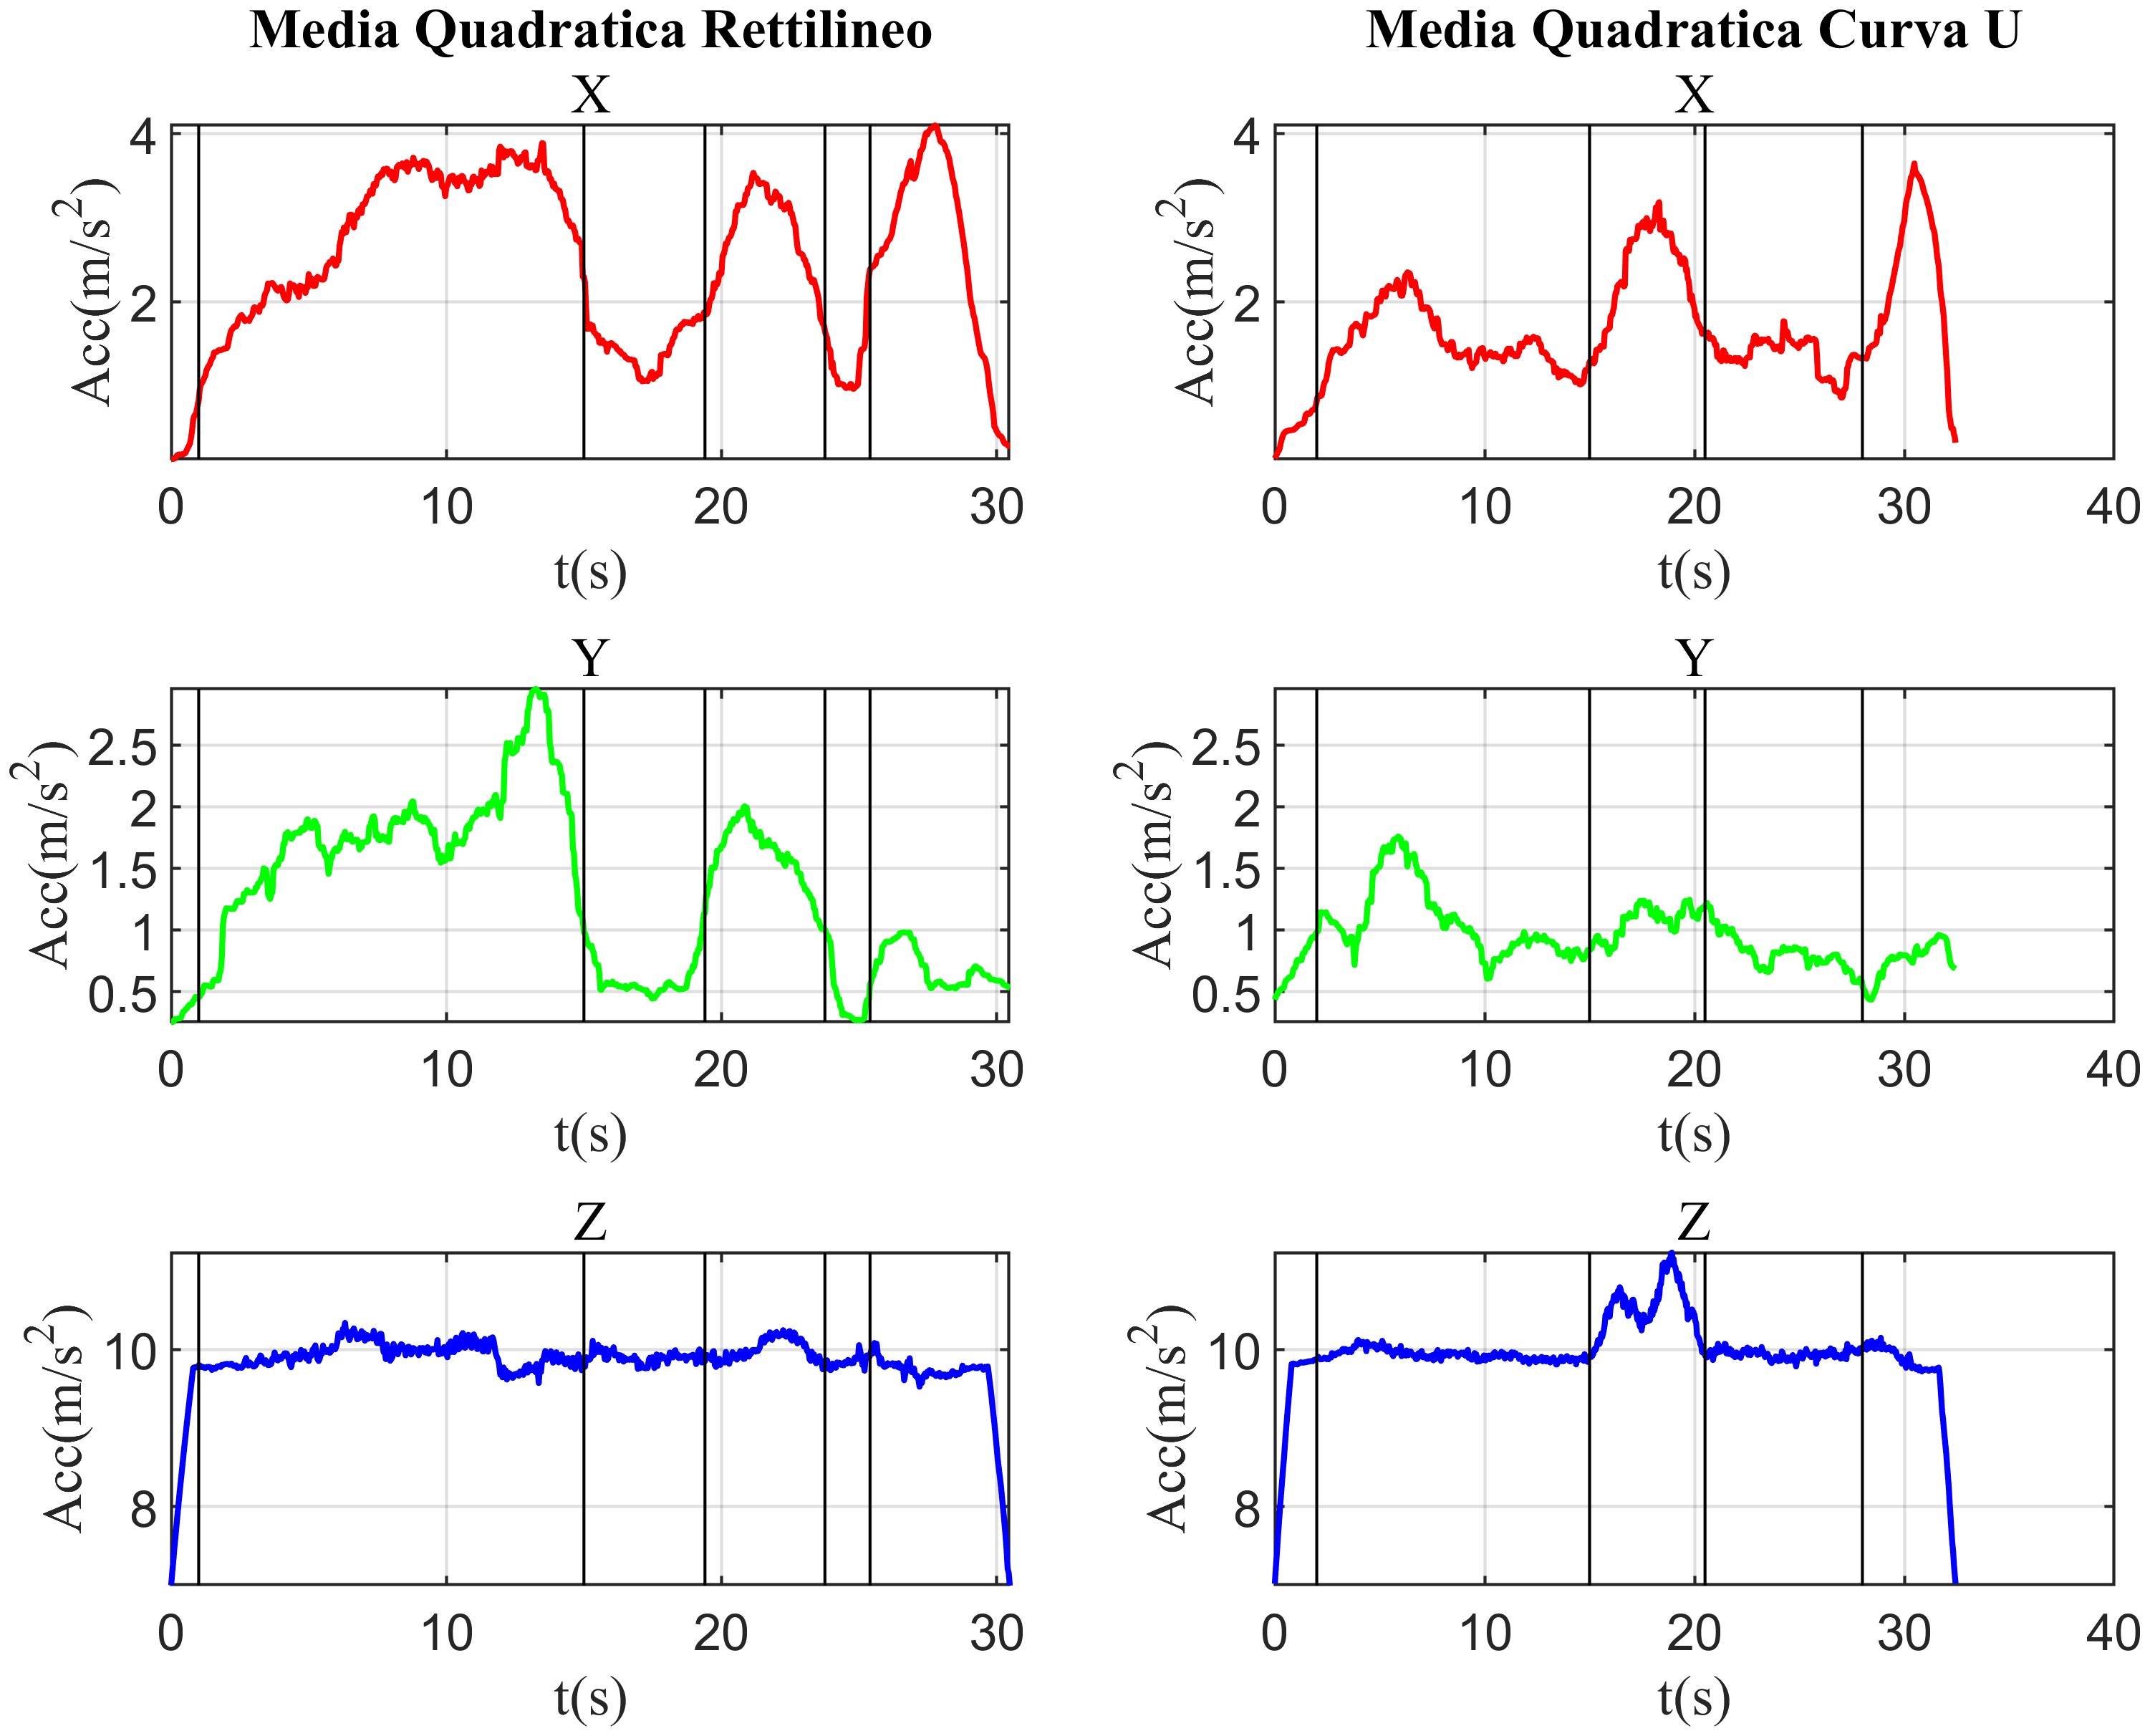 Media Quadratica Rettilineo
X
4
2
Acc(m/s²)
0 10 20 30
t(s)
Y
2.5
2
1.5
1
0.5
Acc(m/s²)
0 10 20 30
t(s)
Z
10
8
Acc(m/s²)
0 10 20 30
t(s)
Media Quadratica Curva U
X
4
2
Acc(m/s²)
0 10 20 30 40
t(s)
Y
2.5
2
1.5
1
0.5
Acc(m/s²)
0 10 20 30 40
t(s)
Z
10
8
Acc(m/s²)
0 10 20 30 40
t(s)